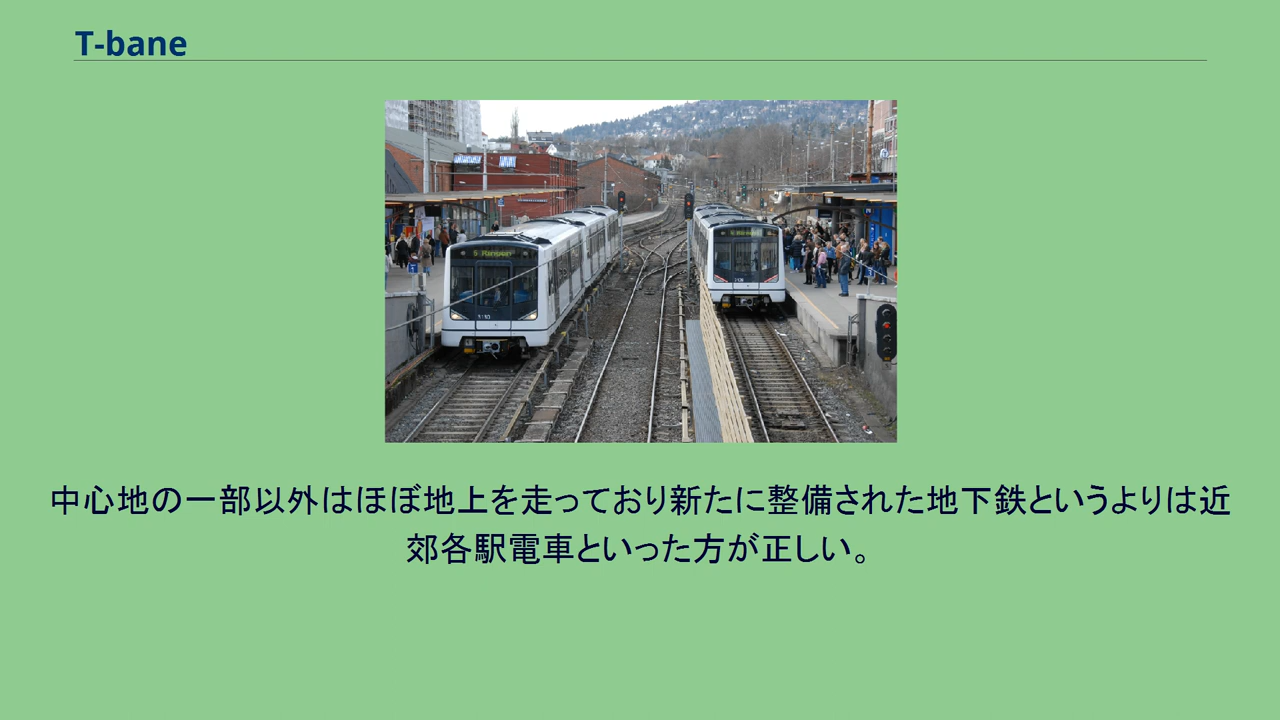 T-bane
中心地の一部以外はほぼ地上を走っており新たに整備された地下鉄というよりは近
郊各駅電車といった方が正しい。